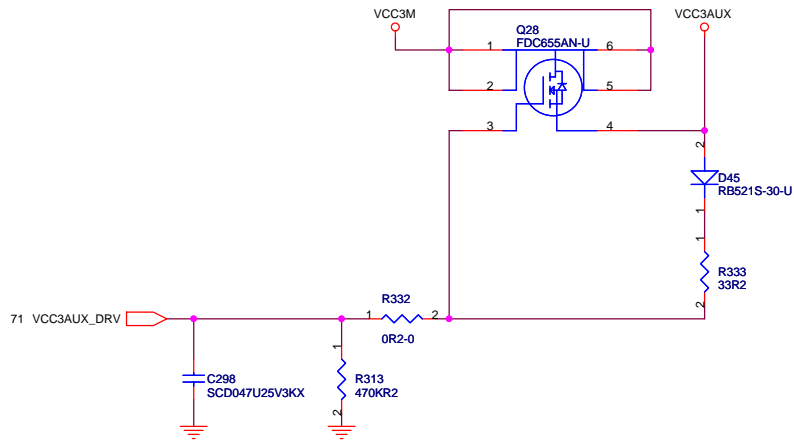 VCC3M
VCC3AUX
Q28
FDC655AN-U
1
6
2
5
3
4
2
D45
RB521S-30-U
1
1
R333
33R2
2
R332
1
2
0R2-0
71 VCC3AUX_DRV
1
C298
SCD047U25V3KX
R313
470KR2
2